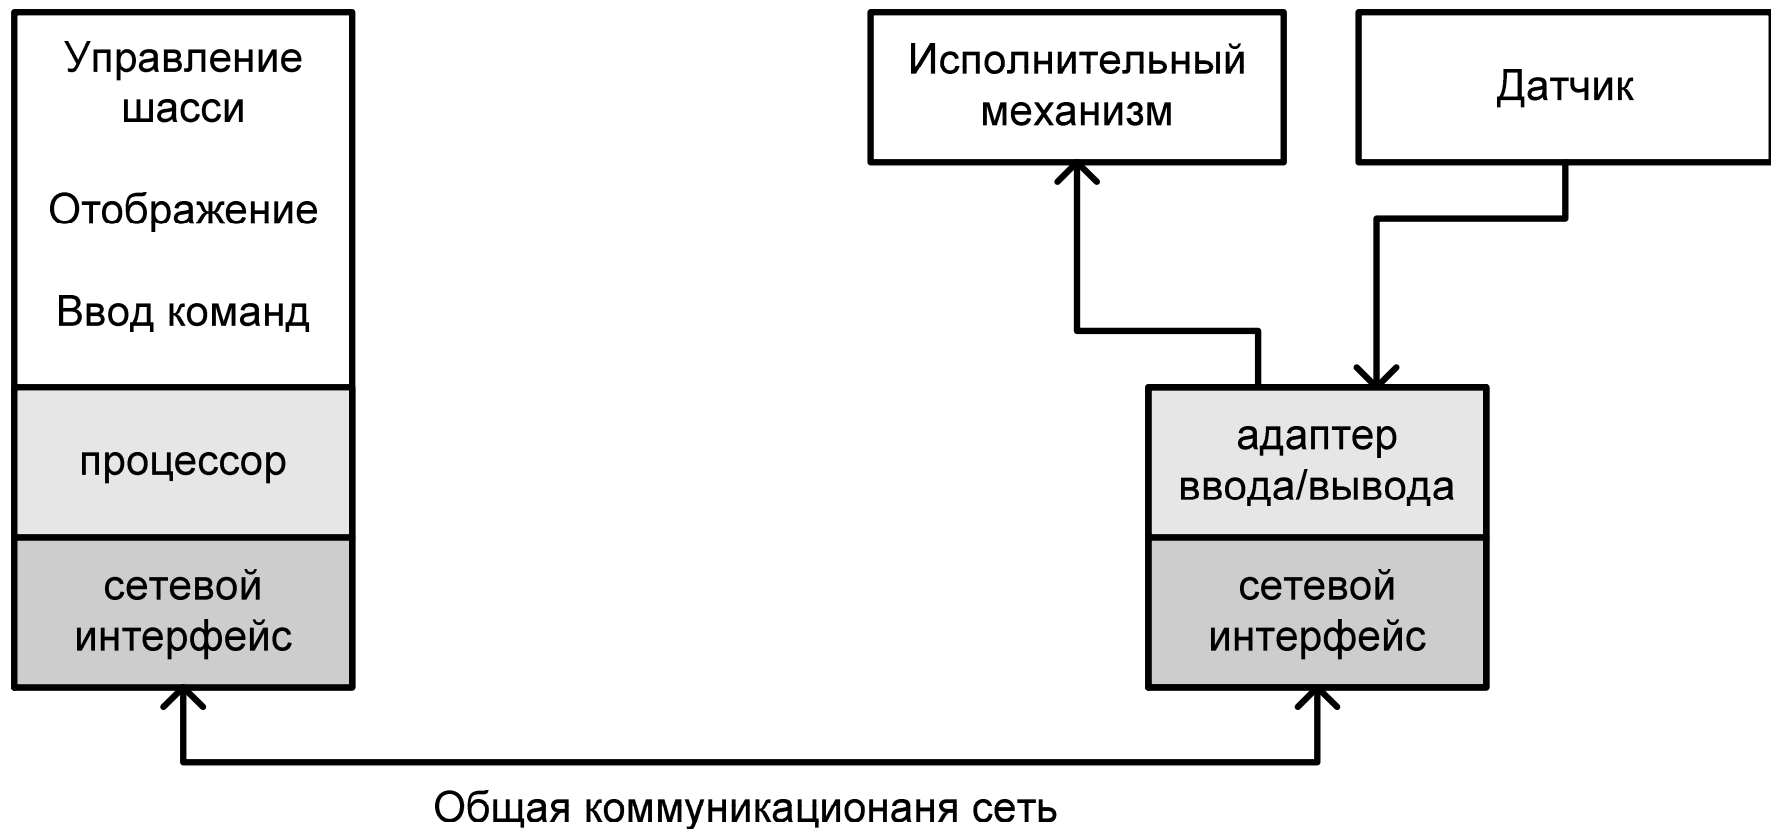 Управление
шасси
Отображение
Ввод команд
процессор
сетевой
интерфейс
Исполнительный
механизм
Датчик
адаптер
ввода/вывода
сетевой
интерфейс
Общая коммуникационаня сеть